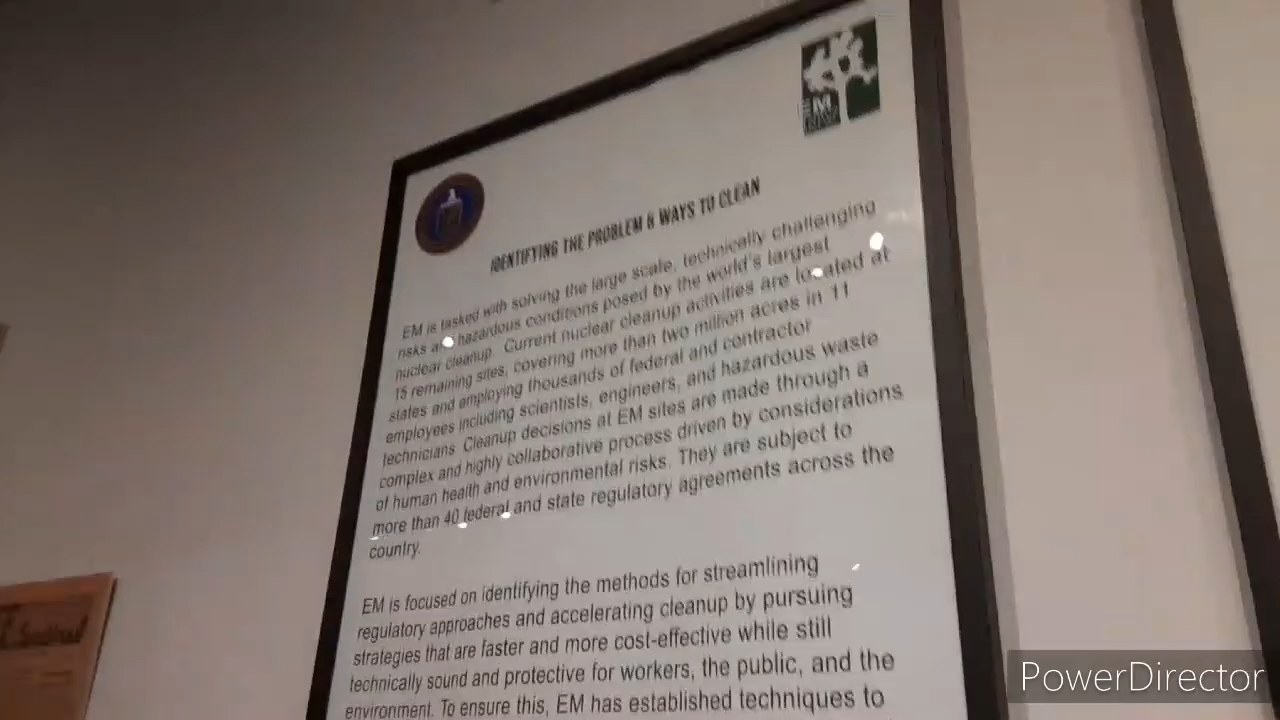 EM
IDENTIFYING THE PROBLEM & WAYS TO CLEAN
EM is tasked with solving the large scale, technically challenging
risks and hazardous conditions posed by the world's largest
nuclear cleanup. Current nuclear cleanup activities are located at
15 remaining sites, covering more than two million acres in 11
states and employing thousands of federal and contractor
employees including scientists, engineers, and hazardous waste
technicians. Cleanup decisions at EM sites are made through a
complex and highly collaborative process driven by considerations
of human health and environmental risks. They are subject to
more than 40 federal and state regulatory agreements across the
country.
EM is focused on identifying the methods for streamlining
regulatory approaches and accelerating cleanup by pursuing
strategies that are faster and more cost-effective while still
technically sound and protective for workers, the public, and the
environment. To ensure this, EM has established techniques to
PowerDirector